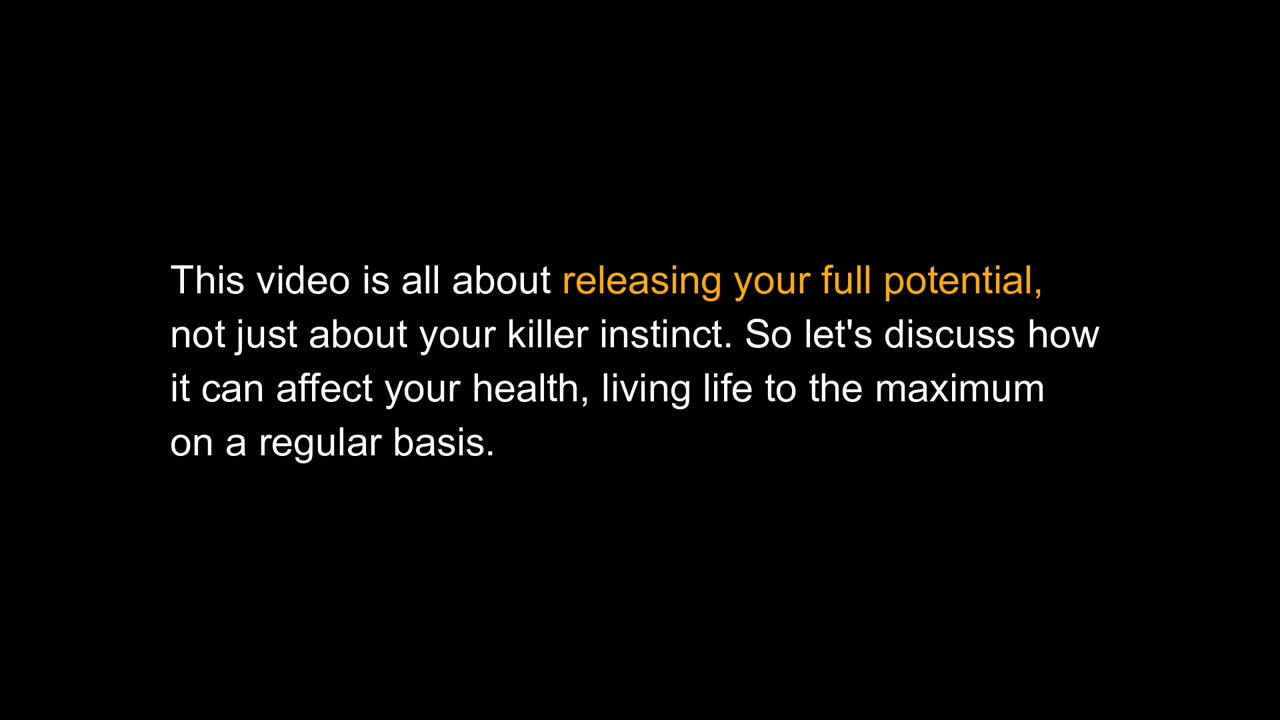 This video is all about releasing your full potential,
not just about your killer instinct. So let's discuss how
it can affect your health, living life to the maximum
on a regular basis.